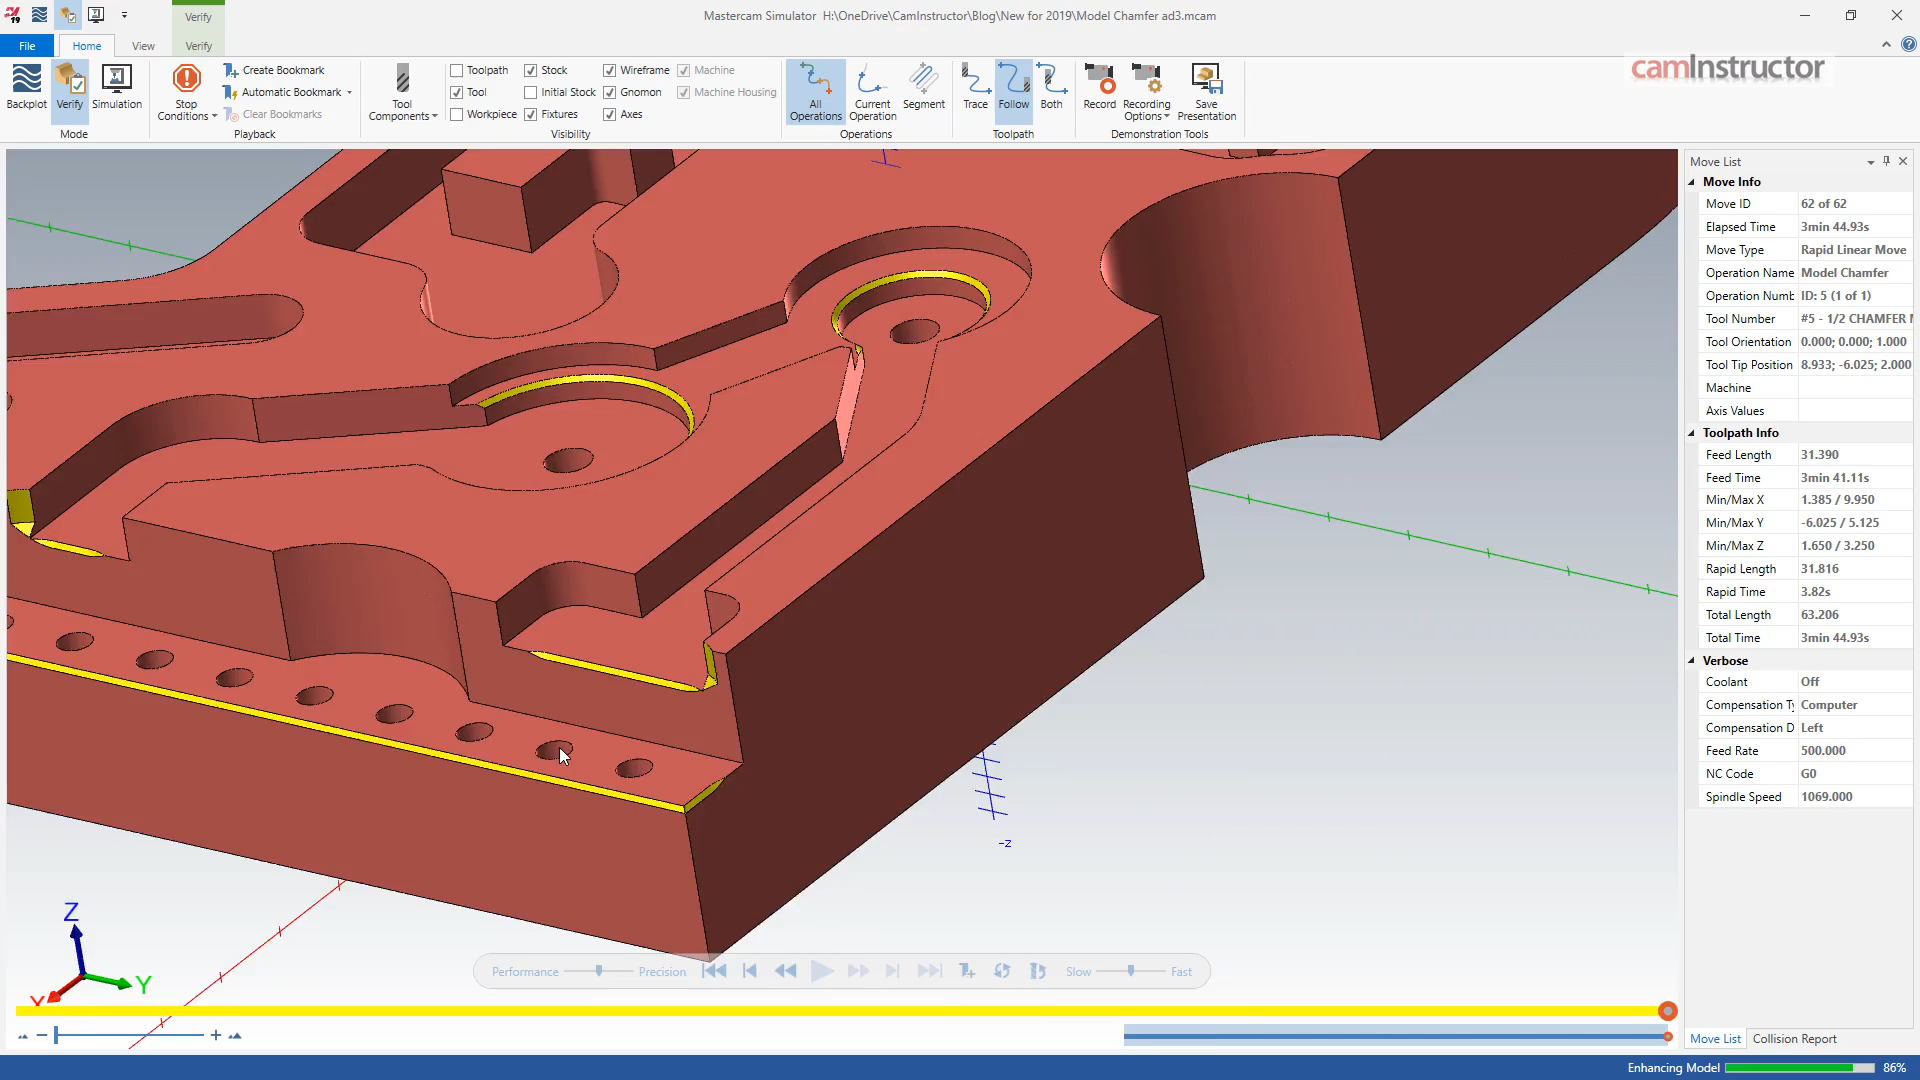 19
Verify
Mastercam Simulator H:\OneDrive\CamInstructor\Blog\New for 2019\Model Chamfer ad3.mcam
File
Home
View
Verify
camInstructor
Backplot
Verify
Simulation
Mode
Stop
Conditions
Create Bookmark
Automatic Bookmark
Clear Bookmarks
Playback
Tool
Components
Toolpath
Tool
Workpiece
Stock
Initial Stock
Fixtures
Wireframe
Gnomon
Axes
Machine
Machine Housing
Visibility
All
Operations
Current
Operation
Segment
Operations
Trace
Follow
Both
Toolpath
Record
Recording
Options
Save
Presentation
Demonstration Tools
Move List
Move Info
Move ID 62 of 62
Elapsed Time 3min 44.93s
Move Type Rapid Linear Move
Operation Name Model Chamfer
Operation Numb ID: 5 (1 of 1)
Tool Number #5 - 1/2 CHAMFER
Tool Orientation 0.000; 0.000; 1.000
Tool Tip Position 8.933; -6.025; 2.000
Machine
Axis Values
Toolpath Info
Feed Length 31.390
Feed Time 3min 41.11s
Min/Max X 1.385 / 9.950
Min/Max Y -6.025 / 5.125
Min/Max Z 1.650 / 3.250
Rapid Length 31.816
Rapid Time 3.82s
Total Length 63.206
Total Time 3min 44.93s
Verbose
Coolant Off
Compensation Ty Computer
Compensation D Left
Feed Rate 500.000
NC Code G0
Spindle Speed 1069.000
-Z
Z
Y
X
Performance
Precision
Slow
Fast
Move List
Collision Report
Enhancing Model 86%